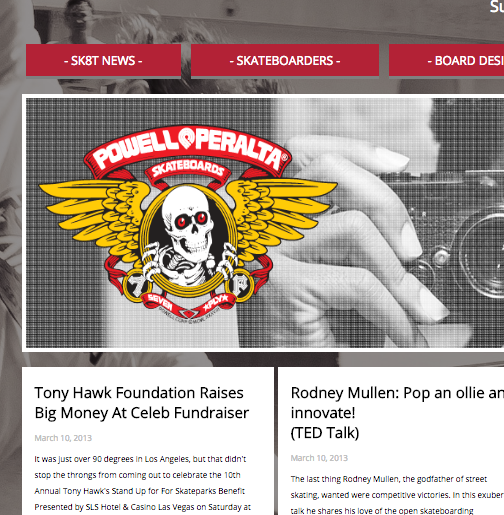 Su
- SK8T NEWS -
- SKATEBOARDERS -
- BOARD DESI
POWELL PERALTA®
SKATEBOARDS
SEVEN
PLY
Tony Hawk Foundation Raises
Big Money At Celeb Fundraiser
March 10, 2013
It was just over 90 degrees in Los Angeles, but that didn't
stop the throngs from coming out to celebrate the 10th
Annual Tony Hawk's Stand Up for For Skateparks Benefit
Presented by SLS Hotel & Casino Las Vegas on Saturday at
Rodney Mullen: Pop an ollie an
innovate!
(TED Talk)
March 10, 2013
The last thing Rodney Mullen, the godfather of street
skating, wanted were competitive victories. In this exuber
talk he shares his love of the open skateboarding